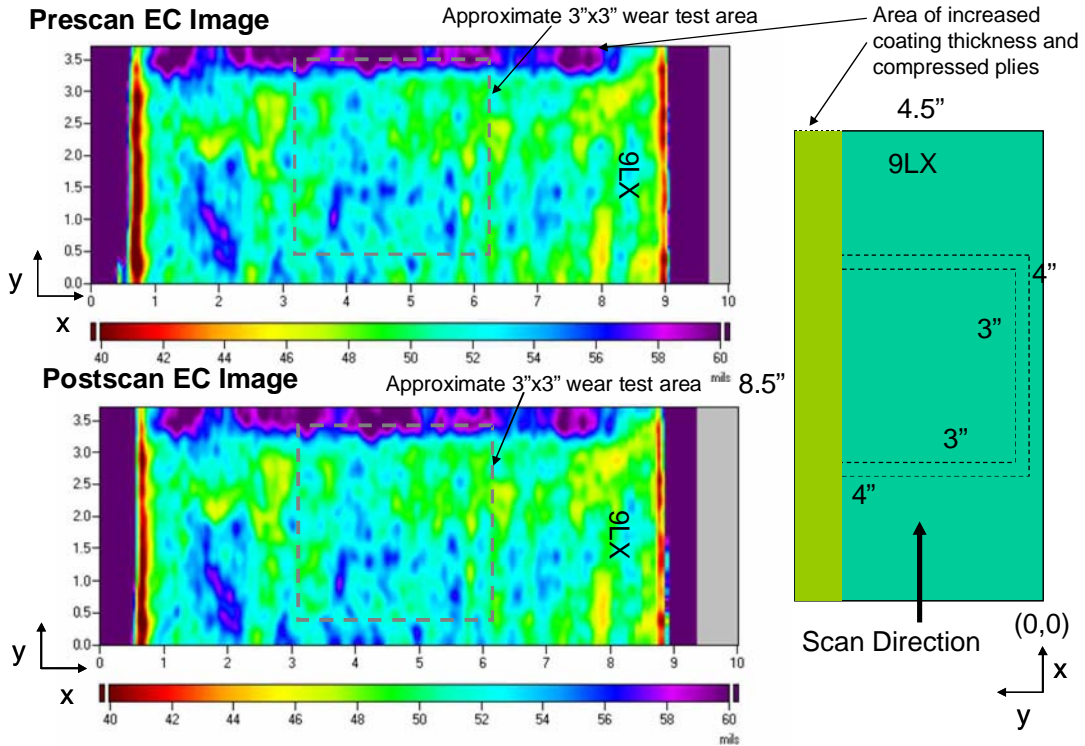 Prescan EC Image
Approximate 3”x3” wear test area
Area of increased
coating thickness and
compressed plies
3.5
3.0
2.5
2.0
1.5
1.0
0.5
0.0
9LX
y
x
0 1 2 3 4 5 6 7 8 9 10
40 42 44 46 48 50 52 54 56 58 60
mils
Postscan EC Image
Approximate 3”x3” wear test area
3.5
3.0
2.5
2.0
1.5
1.0
0.5
0.0
9LX
y
x
0 1 2 3 4 5 6 7 8 9 10
40 42 44 46 48 50 52 54 56 58 60
mils
4.5”
9LX
4”
3”
8.5”
3”
4”
Scan Direction
(0,0)
x
y